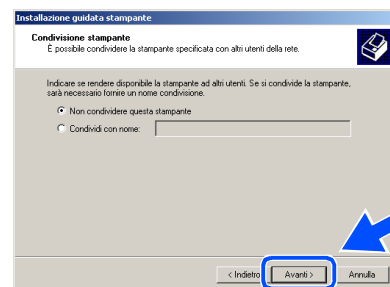 Installazione guidata stampante
Condivisione stampante
È possibile condividere la stampante specificata con altri utenti della rete.
Indicare se rendere disponibile la stampante ad altri utenti. Se si condivide la stampante,
sarà necessario fornire un nome condivisione.
Non condividere questa stampante
Condividi con nome:
< Indietro Avanti > Annulla